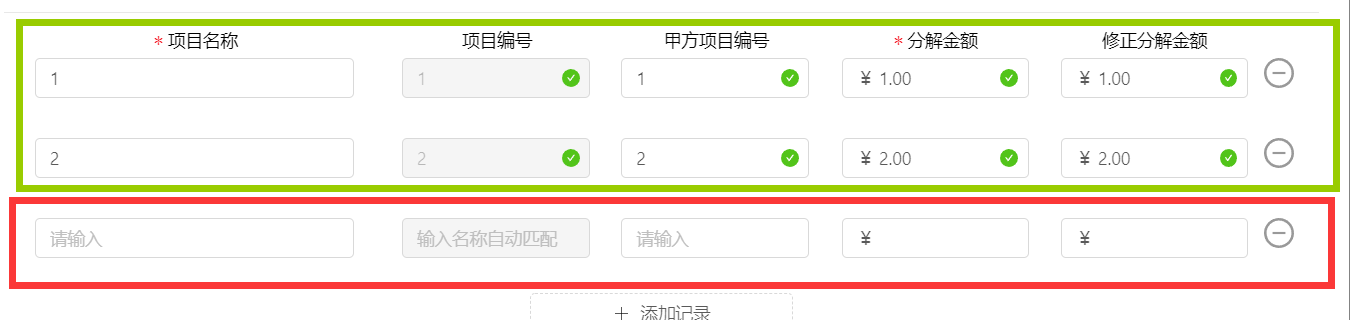 * 项目名称 项目编号 甲方项目编号 * 分解金额 修正分解金额
1 1 1 ¥ 1.00 ¥ 1.00
2 2 2 ¥ 2.00 ¥ 2.00
请输入 输入名称自动匹配 请输入 ¥ ¥
+ 添加记录